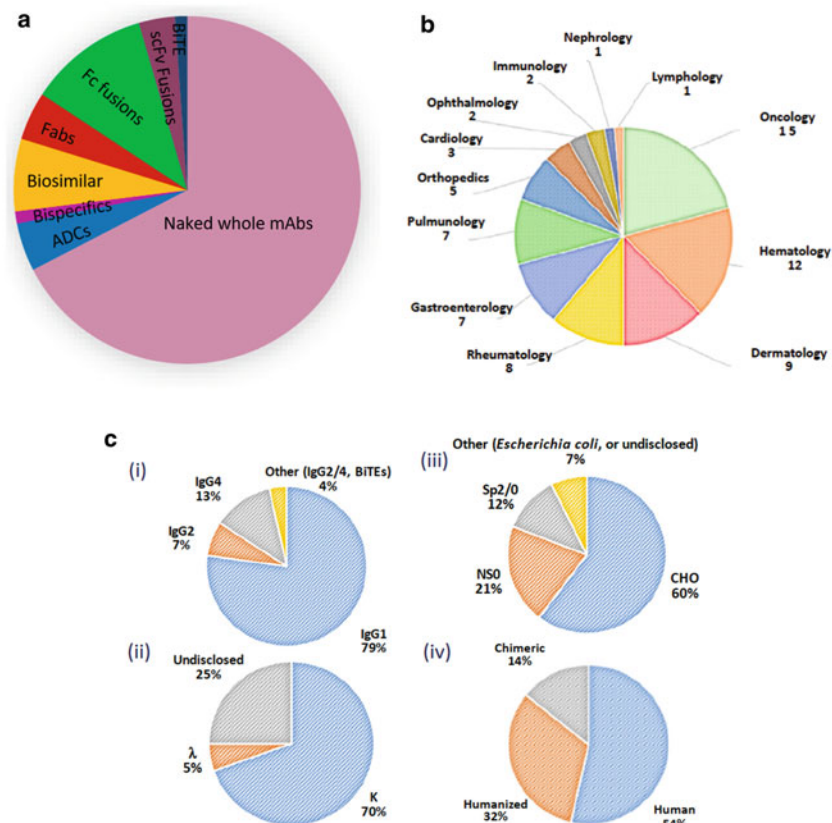 a
BiTE
scFv Fusions
Fc fusions
Fabs
Biosimilar
Bispecifics
ADCs
Naked whole mAbs
b
Nephrology
1
Immunology
2
Lymphology
1
Ophthalmology
2
Oncology
1 5
Cardiology
3
Orthopedics
5
Pulmunology
7
Hematology
12
Gastroenterology
7
Rheumatology
8
Dermatology
9
c
(i)
Other (IgG2/4, BiTEs)
4%
IgG4
13%
IgG2
7%
IgG1
79%
(iii)
Other (Escherichia coli, or undisclosed)
7%
Sp2/0
12%
NS0
21%
CHO
60%
(ii)
Undisclosed
25%
λ
5%
K
70%
(iv)
Chimeric
14%
Humanized
32%
Human